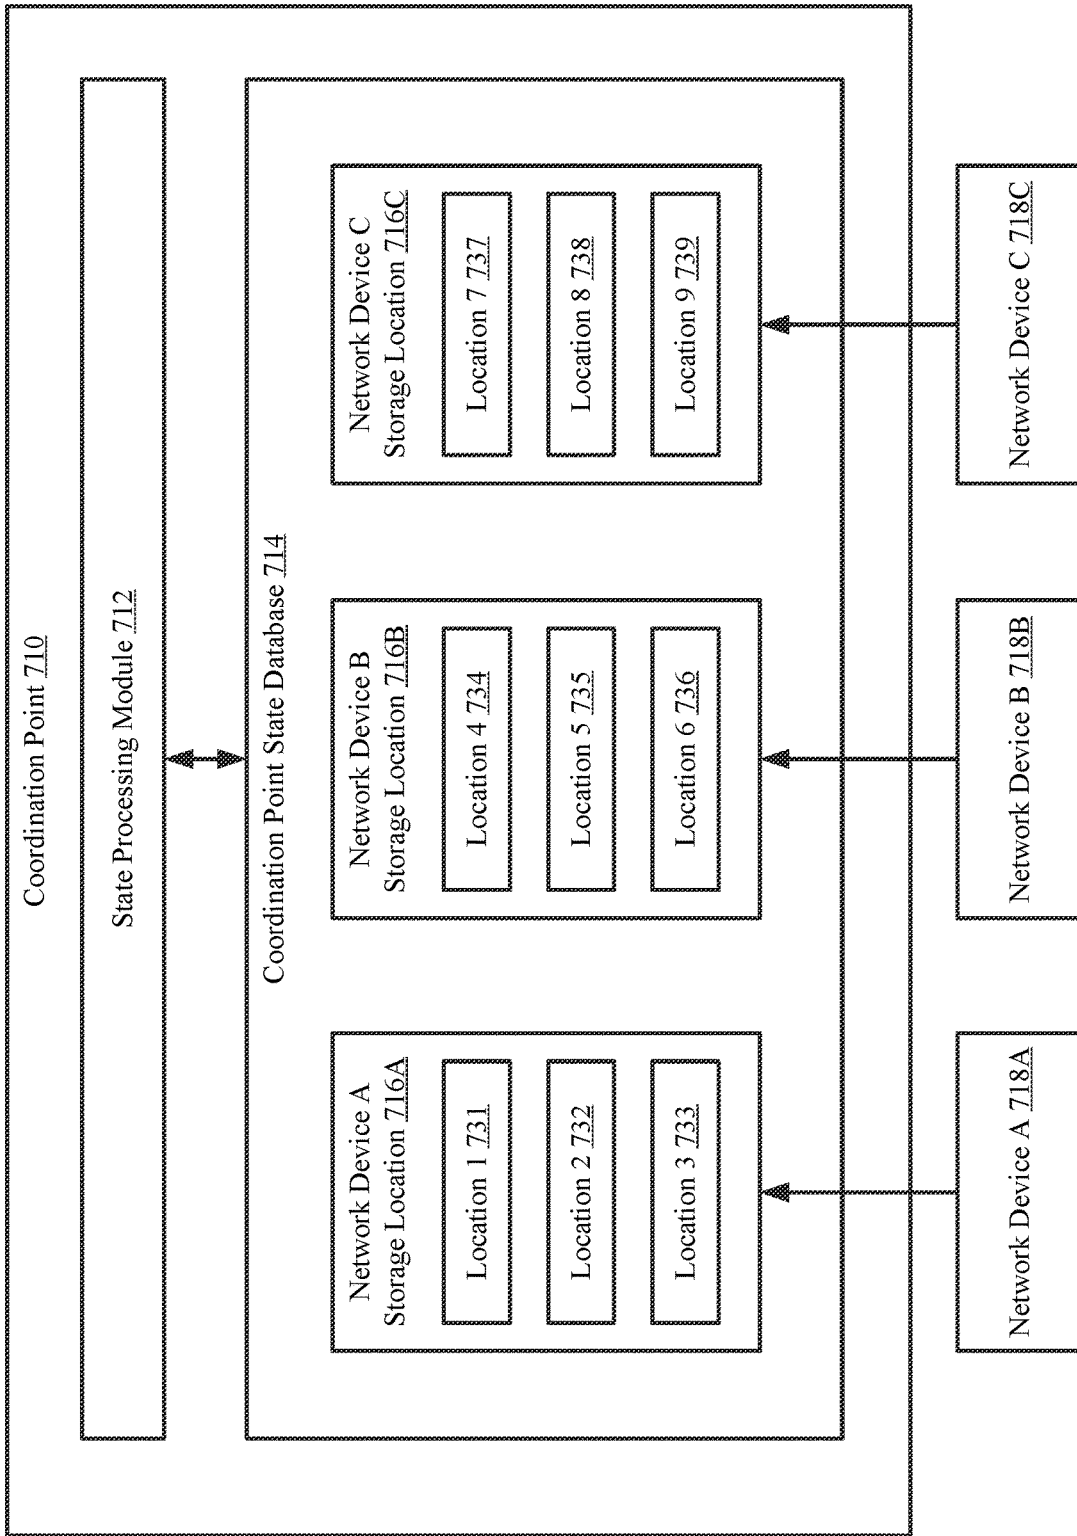 Coordination Point 710
State Processing Module 712
Coordination Point State Database 714
Network Device A
Storage Location 716A
Location 1 731
Location 2 732
Location 3 733
Network Device B
Storage Location 716B
Location 4 734
Location 5 735
Location 6 736
Network Device C
Storage Location 716C
Location 7 737
Location 8 738
Location 9 739
Network Device A 718A
Network Device B 718B
Network Device C 718C